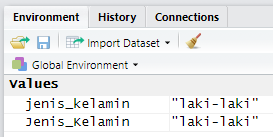 Environment History Connections
Import Dataset
Global Environment
Values
jenis_kelamin "laki-laki"
Jenis_Kelamin "laki-laki"